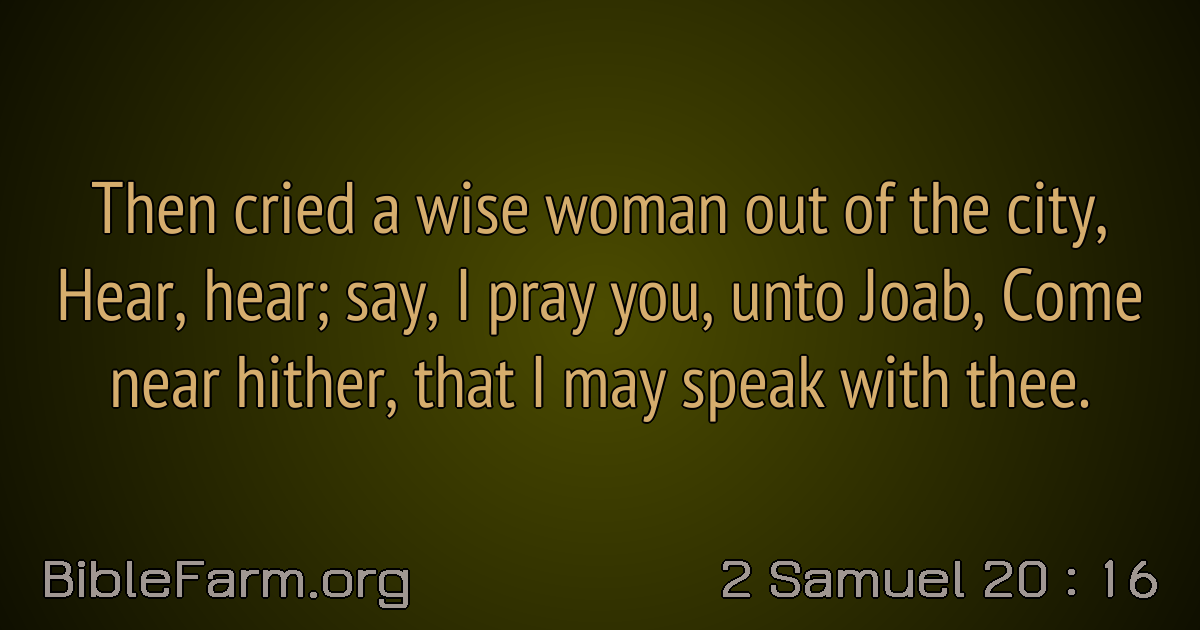 Then cried a wise woman out of the city,
Hear, hear; say, I pray you, unto Joab, Come
near hither, that I may speak with thee.
BibleFarm.org
2 Samuel 20 : 16